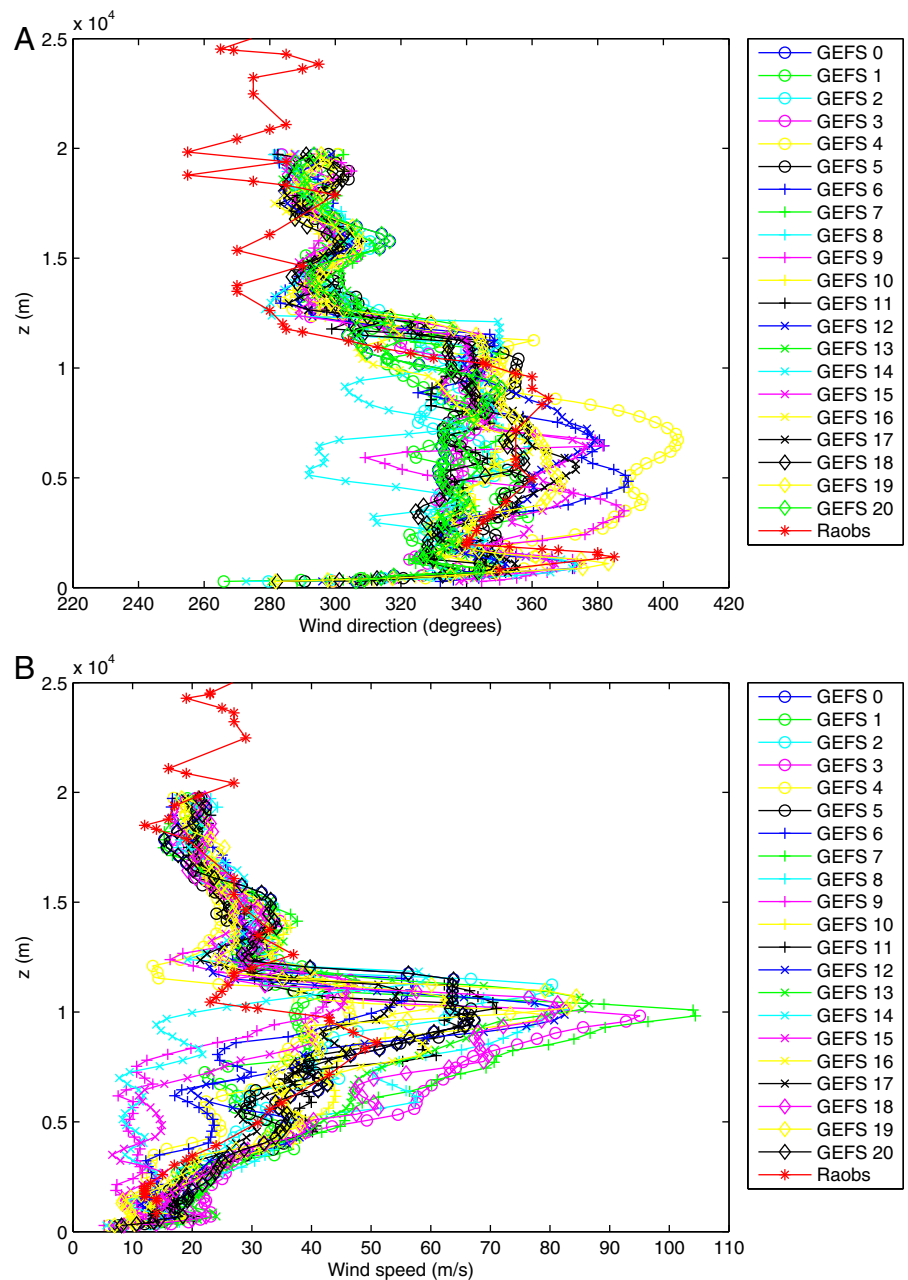 A
x 10^4
2.5
2
1.5
1
0.5
0
z (m)
220 240 260 280 300 320 340 360 380 400 420
Wind direction (degrees)
GEFS 0
GEFS 1
GEFS 2
GEFS 3
GEFS 4
GEFS 5
GEFS 6
GEFS 7
GEFS 8
GEFS 9
GEFS 10
GEFS 11
GEFS 12
GEFS 13
GEFS 14
GEFS 15
GEFS 16
GEFS 17
GEFS 18
GEFS 19
GEFS 20
Raobs
B
x 10^4
2.5
2
1.5
1
0.5
0
z (m)
0 10 20 30 40 50 60 70 80 90 100 110
Wind speed (m/s)
GEFS 0
GEFS 1
GEFS 2
GEFS 3
GEFS 4
GEFS 5
GEFS 6
GEFS 7
GEFS 8
GEFS 9
GEFS 10
GEFS 11
GEFS 12
GEFS 13
GEFS 14
GEFS 15
GEFS 16
GEFS 17
GEFS 18
GEFS 19
GEFS 20
Raobs